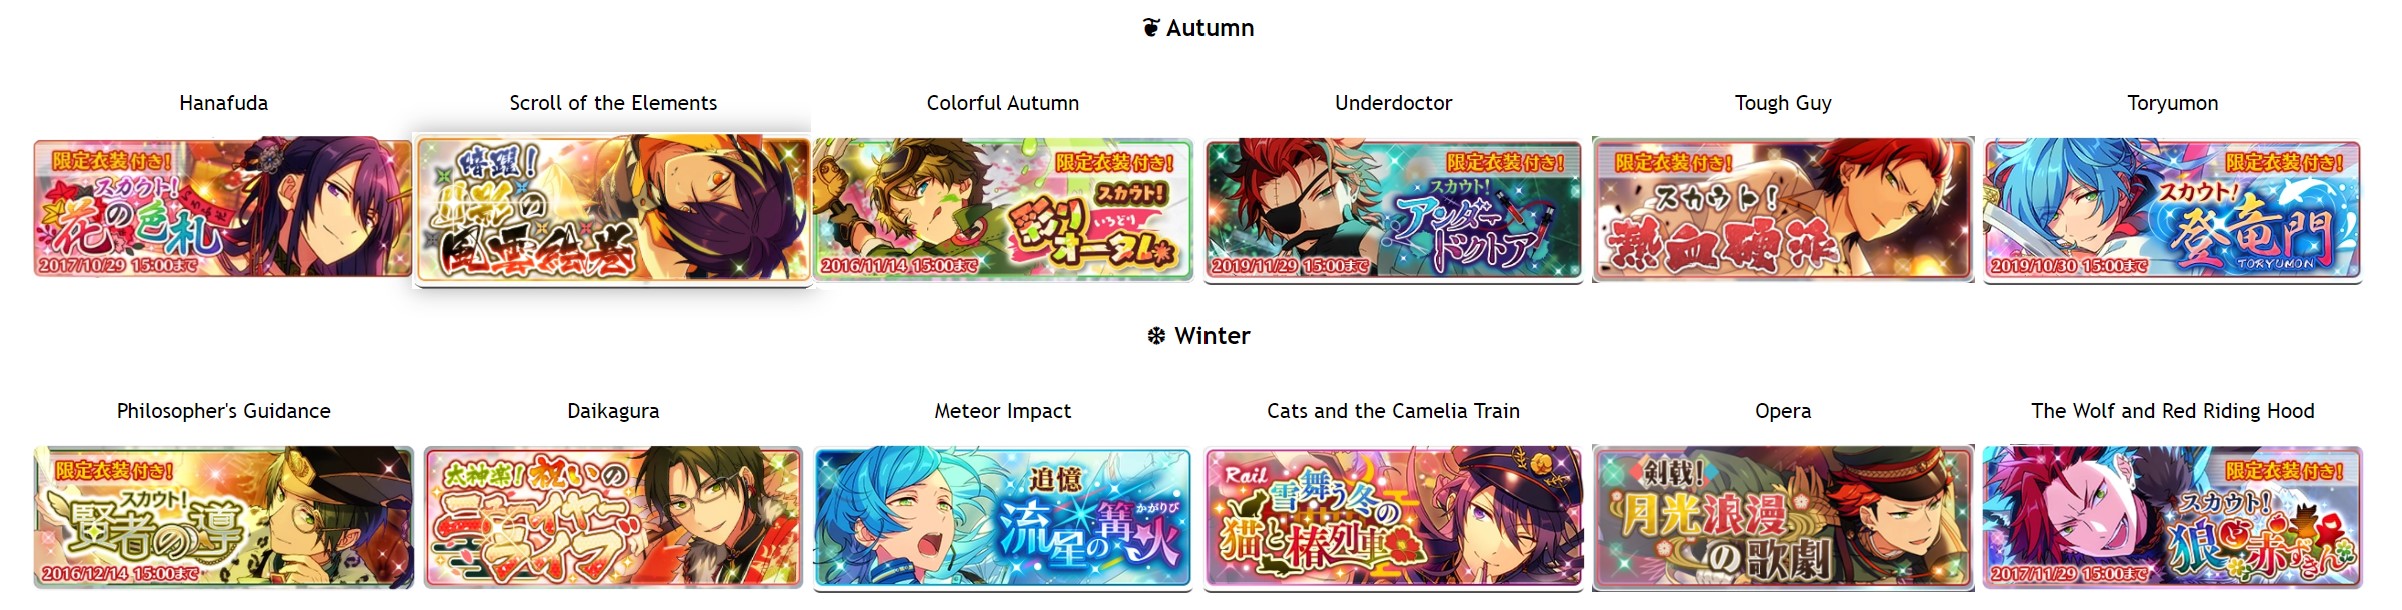 ❦ Autumn
Hanafuda
Scroll of the Elements
Colorful Autumn
Underdoctor
Tough Guy
Toryumon
限定衣装付き!
スカウト!
花の色札
2017/10/29 15:00まで
暗躍!
影の
風雲絵巻
限定衣装付き!
スカウト!
いろどり
オータム
2016/11/14 15:00まで
限定衣装付き!
スカウト!
アンダー
ドクトア
2019/11/29 15:00まで
限定衣装付き!
スカウト!
熱血硬派
限定衣装付き!
スカウト!
登竜門
TORYUMON
2019/10/30 15:00まで
❆ Winter
Philosopher's Guidance
Daikagura
Meteor Impact
Cats and the Camelia Train
Opera
The Wolf and Red Riding Hood
限定衣装付き!
スカウト!
賢者の導
2016/12/14 15:00まで
太神楽!祝いの
ニューイヤー
ライブ
追憶
流星の篝火
かがりび
Rail
雪舞う冬の
猫と椿列車
剣戟!
月光浪漫
の歌劇
限定衣装付き!
スカウト!
狼と赤ずきん
2017/11/29 15:00まで